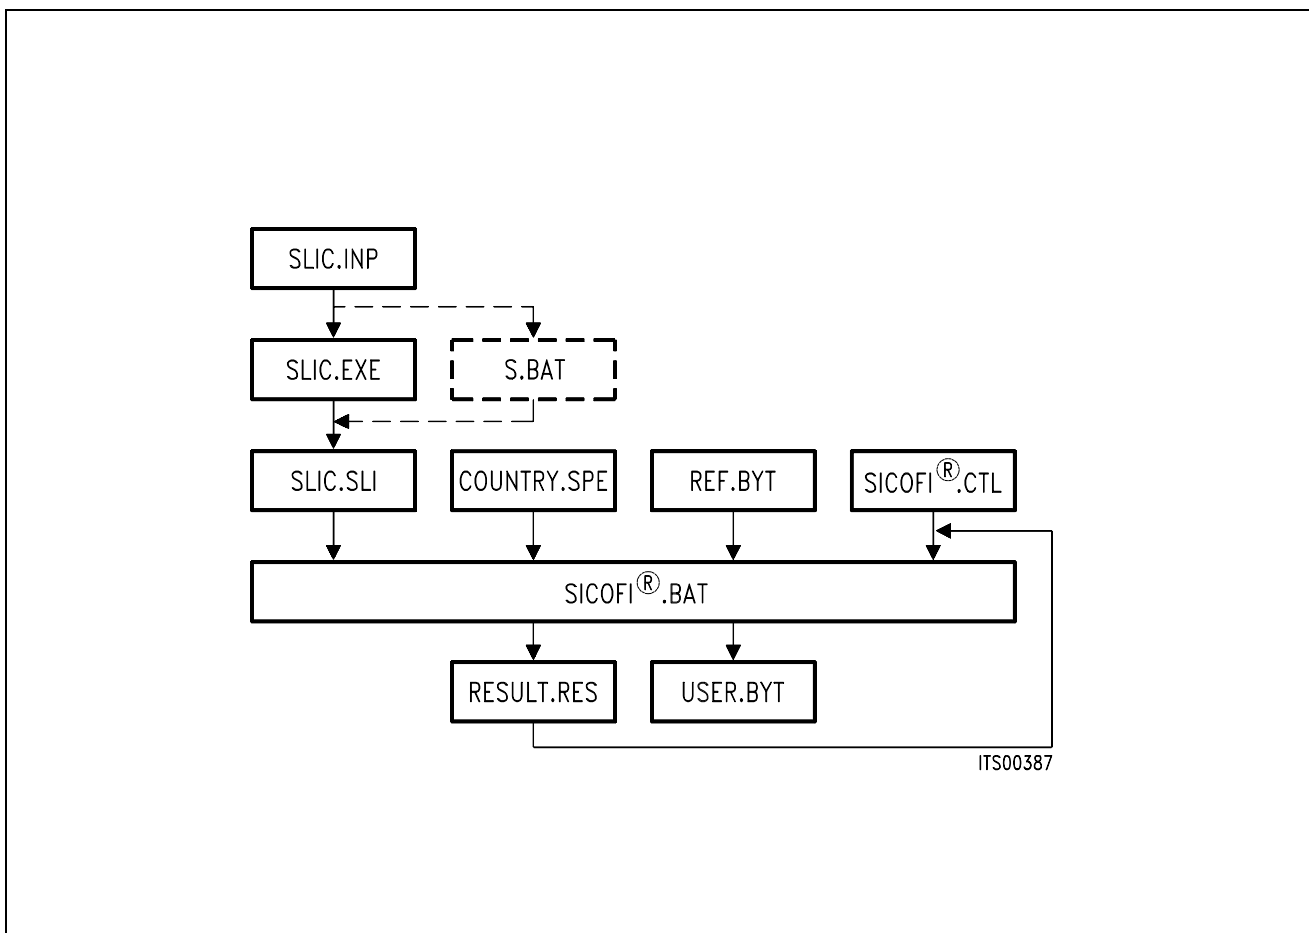 SLIC.INP
SLIC.EXE
S.BAT
SLIC.SLI
COUNTRY.SPE
REF.BYT
SICOFI®.CTL
SICOFI®.BAT
RESULT.RES
USER.BYT
ITS00387